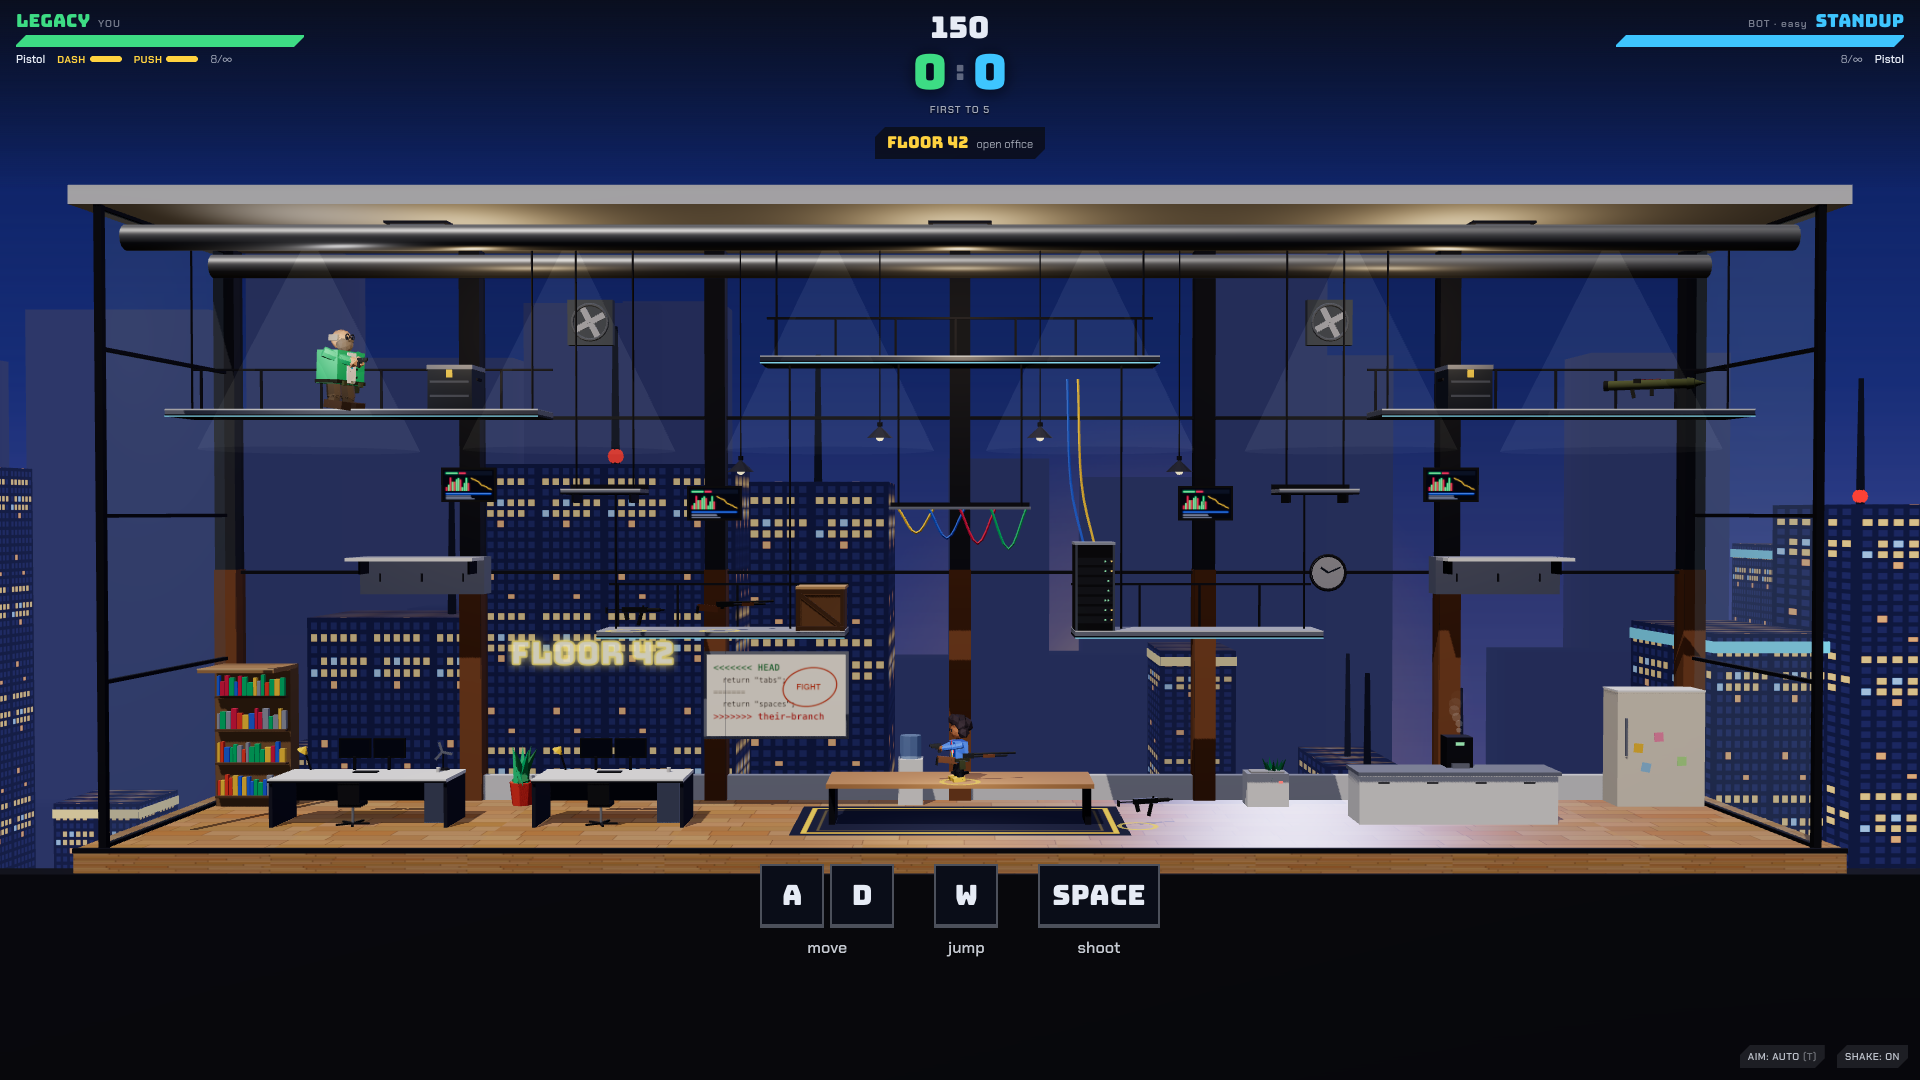 LEGACY YOU
Pistol DASH PUSH 8/∞
150
0:0
FIRST TO 5
FLOOR 42 open office
BOT · easy STANDUP
8/∞ Pistol
FLOOR 42
<<<<<<< HEAD
return "tabs";
=======
return "spaces";
>>>>>>> their-branch
FIGHT
A D W SPACE
move jump shoot
AIM: AUTO (T) SHAKE: ON